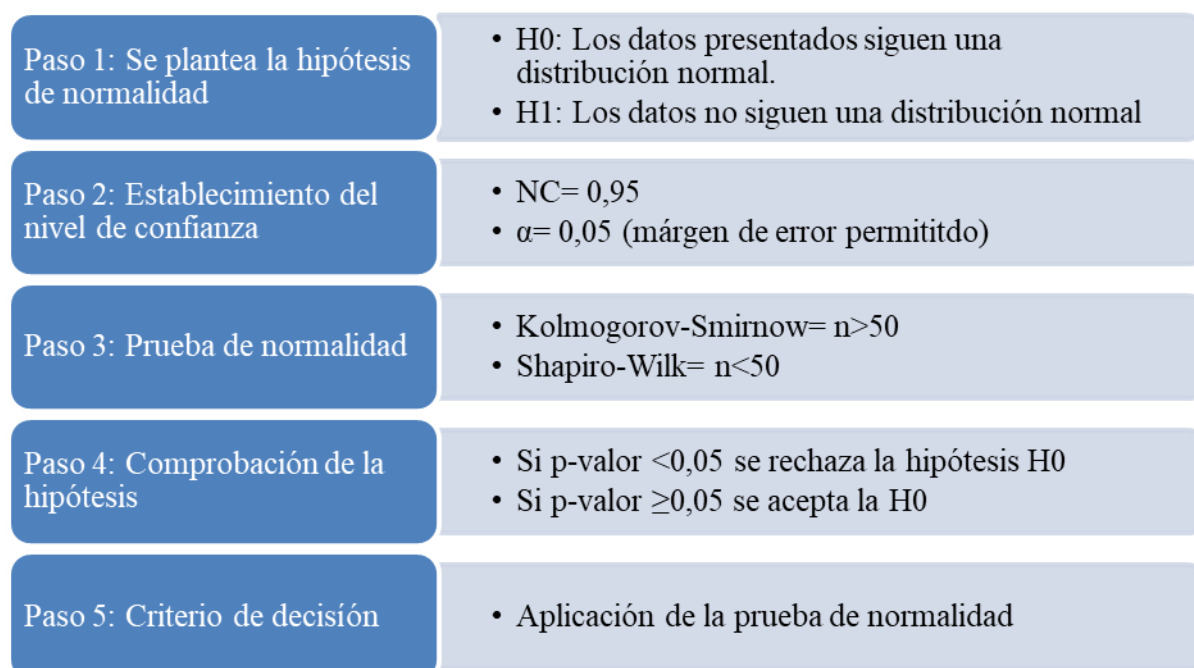 Paso 1: Se plantea la hipótesis
de normalidad
• H0: Los datos presentados siguen una
distribución normal.
• H1: Los datos no siguen una distribución normal
Paso 2: Establecimiento del
nivel de confianza
• NC= 0,95
• α= 0,05 (márgen de error permititdo)
Paso 3: Prueba de normalidad
• Kolmogorov-Smirnow= n>50
• Shapiro-Wilk= n<50
Paso 4: Comprobación de la
hipótesis
• Si p-valor <0,05 se rechaza la hipótesis H0
• Si p-valor ≥0,05 se acepta la H0
Paso 5: Criterio de decisíón
• Aplicación de la prueba de normalidad